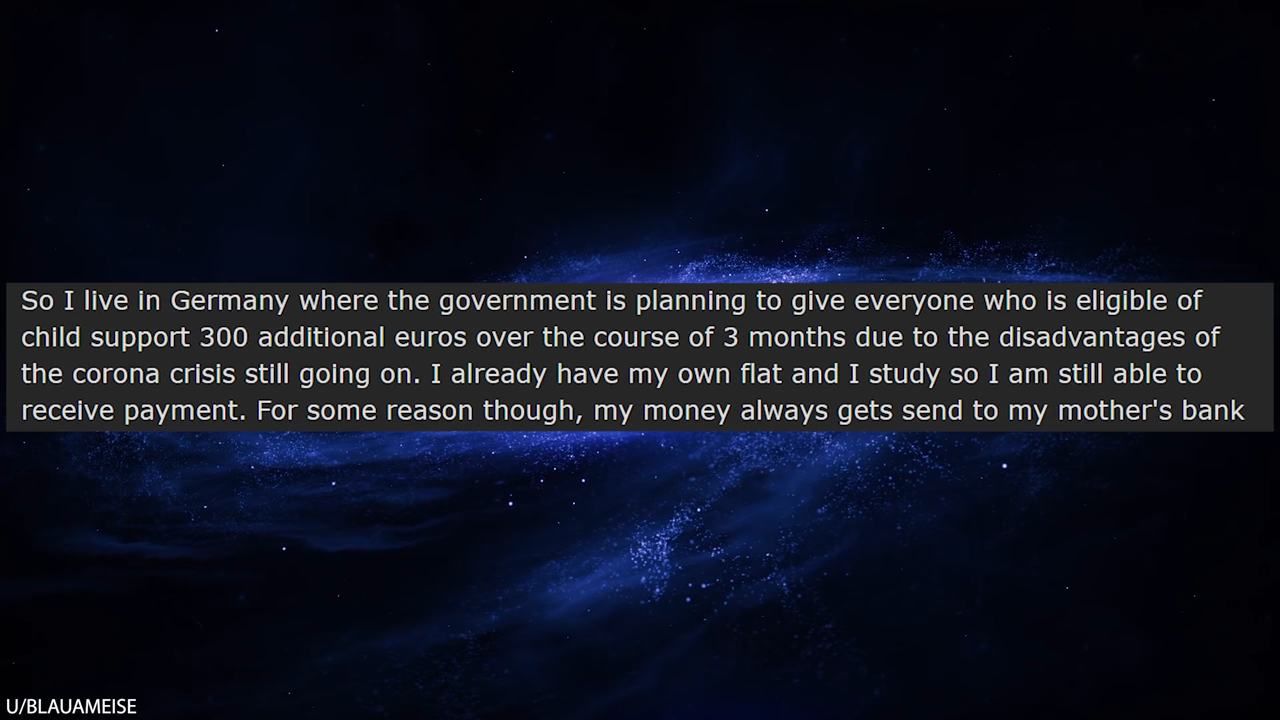 So I live in Germany where the government is planning to give everyone who is eligible of
child support 300 additional euros over the course of 3 months due to the disadvantages of
the corona crisis still going on. I already have my own flat and I study so I am still able to
receive payment. For some reason though, my money always gets send to my mother's bank
U/BLAUAMEISE